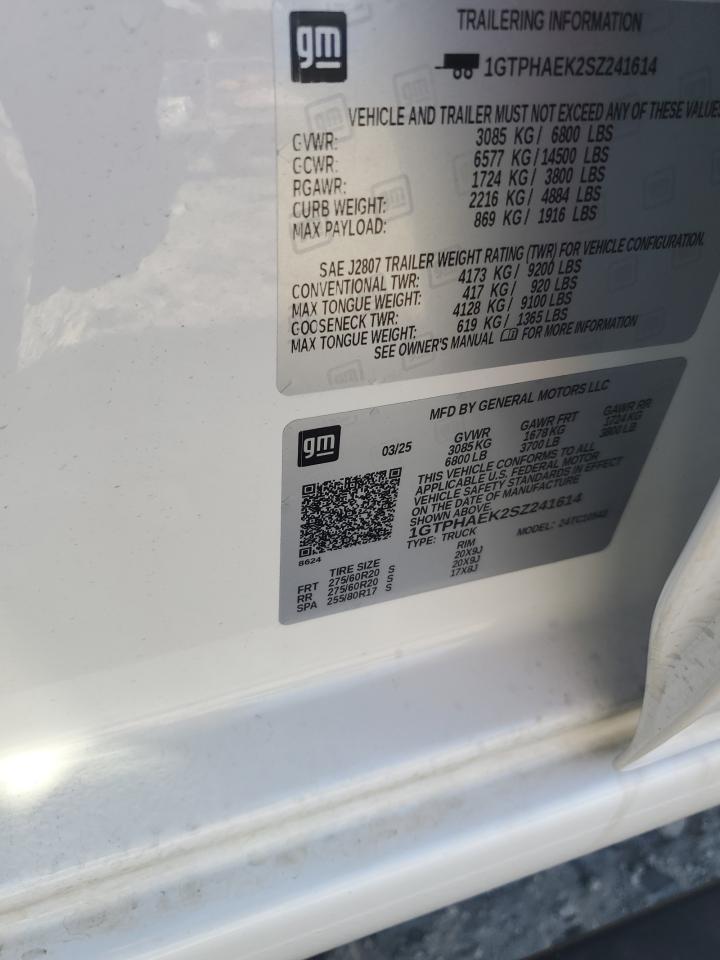 gm
TRAILERING INFORMATION
1GTPHAEK2SZ241614
VEHICLE AND TRAILER MUST NOT EXCEED ANY OF THESE VALUES
GVWR: 3085 KG / 6800 LBS
GCWR: 6577 KG / 14500 LBS
RGAWR: 1724 KG / 3800 LBS
CURB WEIGHT: 2216 KG / 4884 LBS
MAX PAYLOAD: 869 KG / 1916 LBS
SAE J2807 TRAILER WEIGHT RATING (TWR) FOR VEHICLE CONFIGURATION.
CONVENTIONAL TWR: 4173 KG / 9200 LBS
MAX TONGUE WEIGHT: 417 KG / 920 LBS
GOOSENECK TWR: 4128 KG / 9100 LBS
MAX TONGUE WEIGHT: 619 KG / 1365 LBS
SEE OWNER'S MANUAL FOR MORE INFORMATION
gm
MFD BY GENERAL MOTORS LLC
03/25 GVWR GAWR FRT GAWR RR
3085 KG 1678 KG 1724 KG
6800 LB 3700 LB 3800 LB
THIS VEHICLE CONFORMS TO ALL
APPLICABLE U.S. FEDERAL MOTOR
VEHICLE SAFETY STANDARDS IN EFFECT
ON THE DATE OF MANUFACTURE
SHOWN ABOVE.
1GTPHAEK2SZ241614
TYPE: TRUCK MODEL:
8624
TIRE SIZE RIM
FRT 275/60R20 S 20X9J
RR 275/60R20 S 20X9J
SPA 255/80R17 S 17X8J